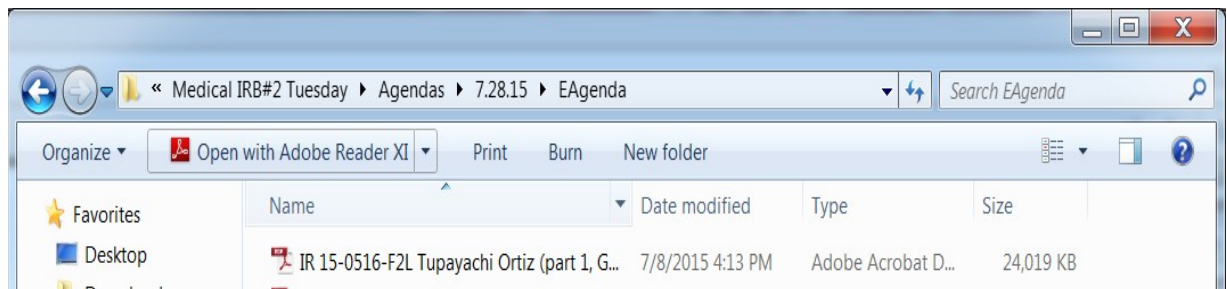 X
« Medical IRB#2 Tuesday ▸ Agendas ▸ 7.28.15 ▸ EAgenda Search EAgenda
Organize ▾ Open with Adobe Reader XI ▾ Print Burn New folder ?
Favorites Name Date modified Type Size
Desktop IR 15-0516-F2L Tupayachi Ortiz (part 1, G... 7/8/2015 4:13 PM Adobe Acrobat D... 24,019 KB